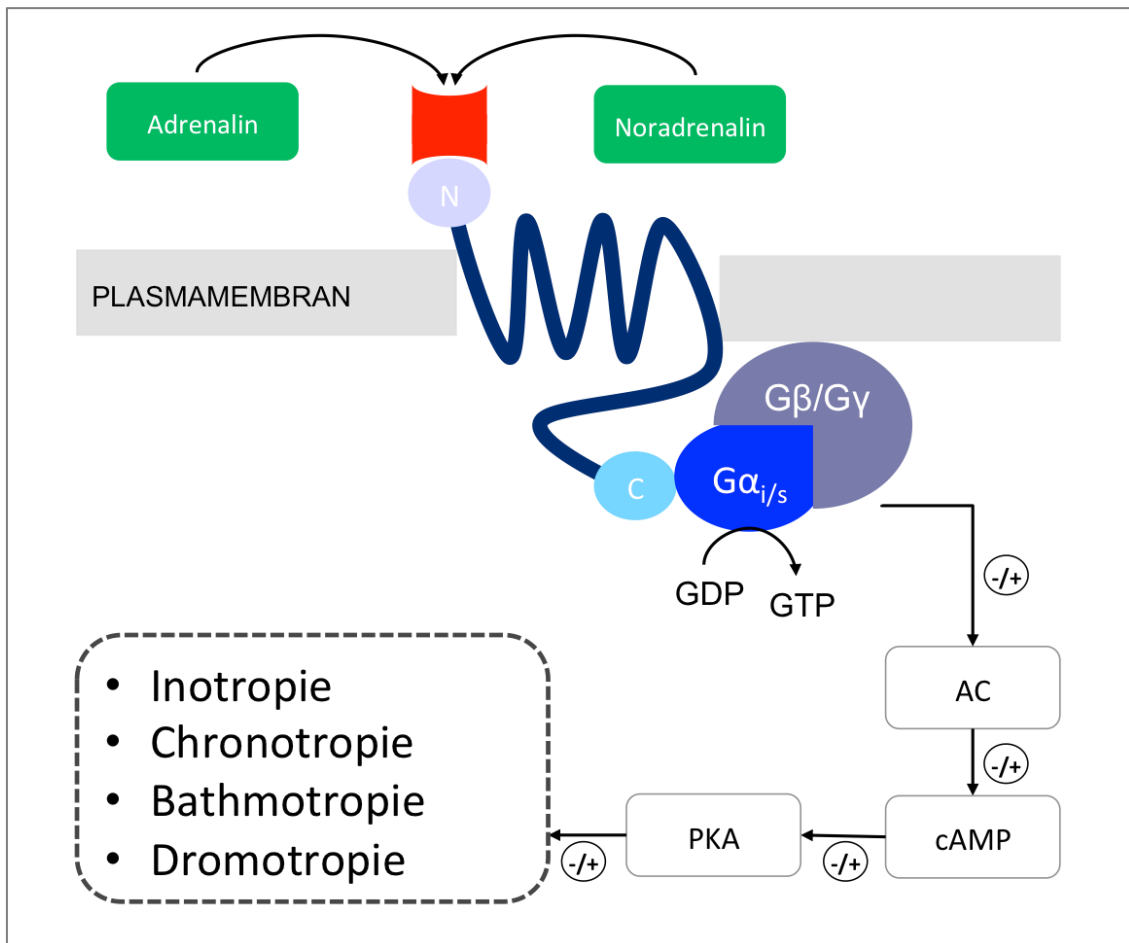 Adrenalin
Noradrenalin
N
PLASMAMEMBRAN
Gβ/Gγ
C
Gαi/s
GDP
GTP
-/+
AC
-/+
cAMP
-/+
PKA
-/+
• Inotropie
• Chronotropie
• Bathmotropie
• Dromotropie